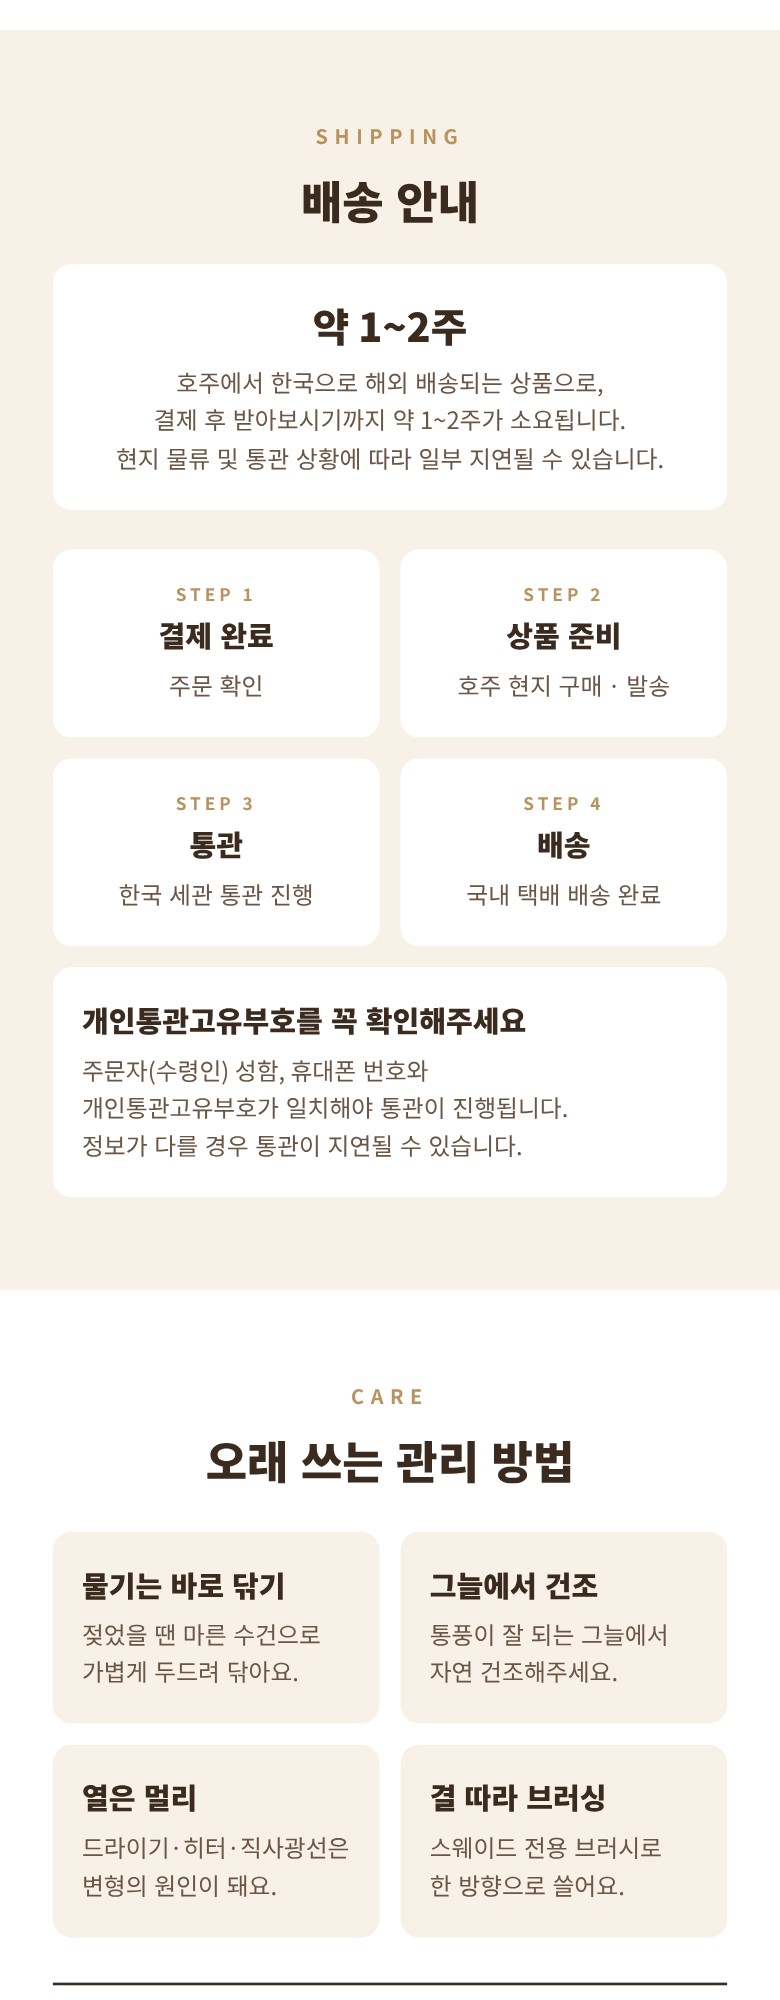 SHIPPING
배송 안내
약 1~2주
호주에서 한국으로 해외 배송되는 상품으로,
결제 후 받아보시기까지 약 1~2주가 소요됩니다.
현지 물류 및 통관 상황에 따라 일부 지연될 수 있습니다.
STEP 1
결제 완료
주문 확인
STEP 2
상품 준비
호주 현지 구매 · 발송
STEP 3
통관
한국 세관 통관 진행
STEP 4
배송
국내 택배 배송 완료
개인통관고유부호를 꼭 확인해주세요
주문자(수령인) 성함, 휴대폰 번호와
개인통관고유부호가 일치해야 통관이 진행됩니다.
정보가 다를 경우 통관이 지연될 수 있습니다.
CARE
오래 쓰는 관리 방법
물기는 바로 닦기
젖었을 땐 마른 수건으로
가볍게 두드려 닦아요.
그늘에서 건조
통풍이 잘 되는 그늘에서
자연 건조해주세요.
열은 멀리
드라이기·히터·직사광선은
변형의 원인이 돼요.
결 따라 브러싱
스웨이드 전용 브러시로
한 방향으로 쓸어요.